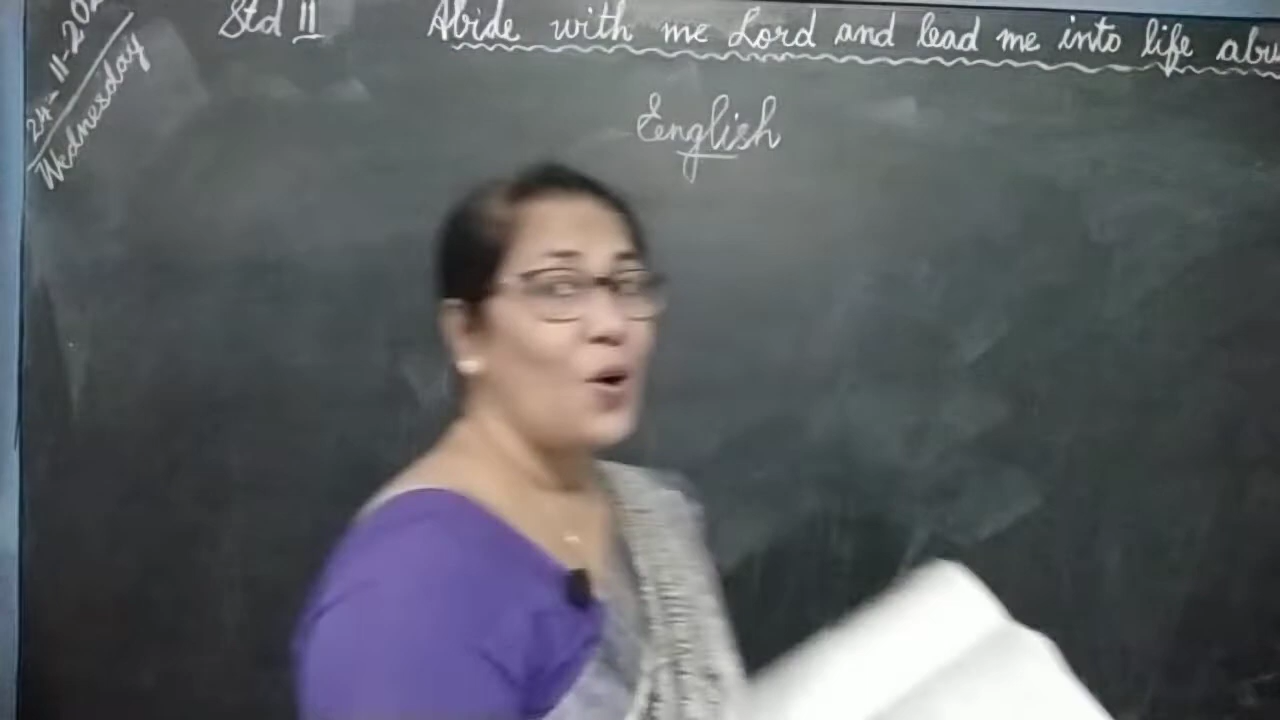 24-11-202
Wednesday
Std II
Abide with me Lord and lead me into life
English